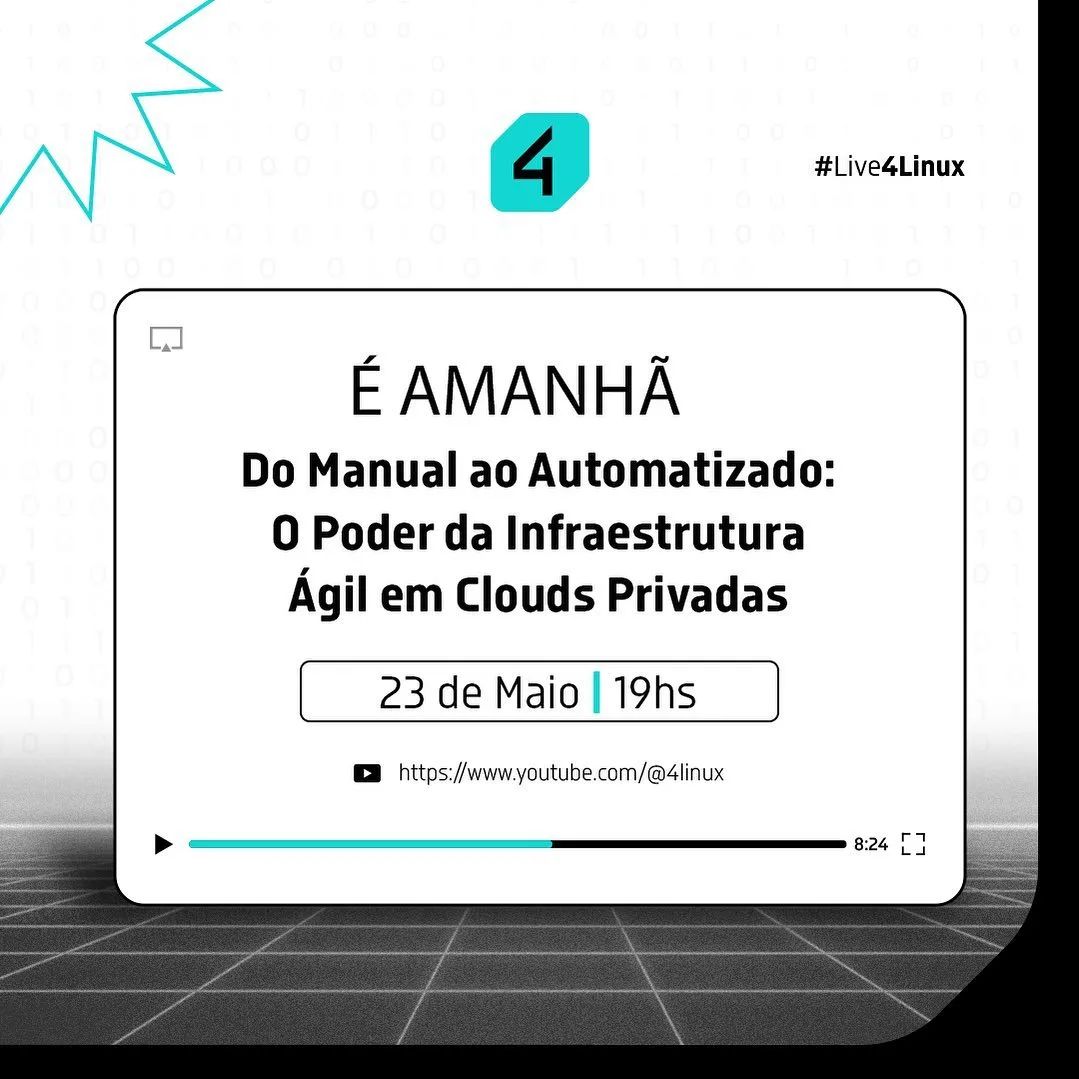 4
#Live4Linux
É AMANHÃ
Do Manual ao Automatizado:
O Poder da Infraestrutura
Ágil em Clouds Privadas
23 de Maio | 19hs
https://www.youtube.com/@4linux
8:24